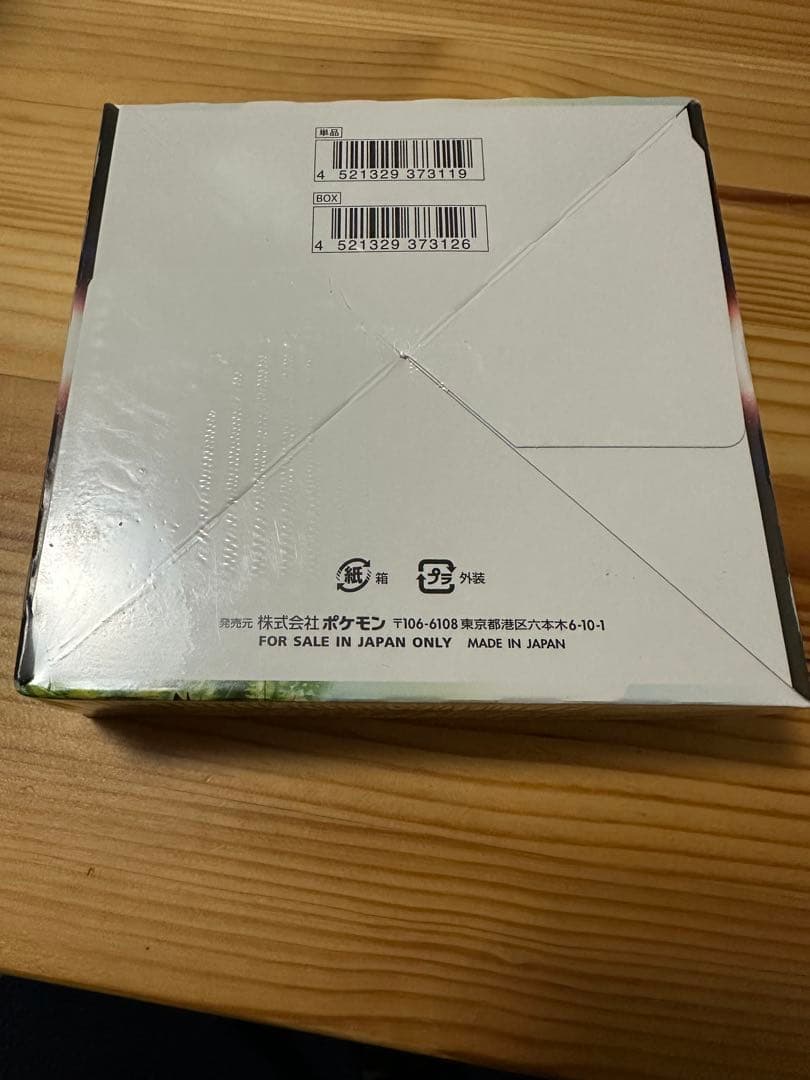 単品
4 521329 373119
BOX
4 521329 373126
紙 箱 プラ 外装
発売元 株式会社 ポケモン 〒106-6108 東京都港区六本木6-10-1
FOR SALE IN JAPAN ONLY MADE IN JAPAN